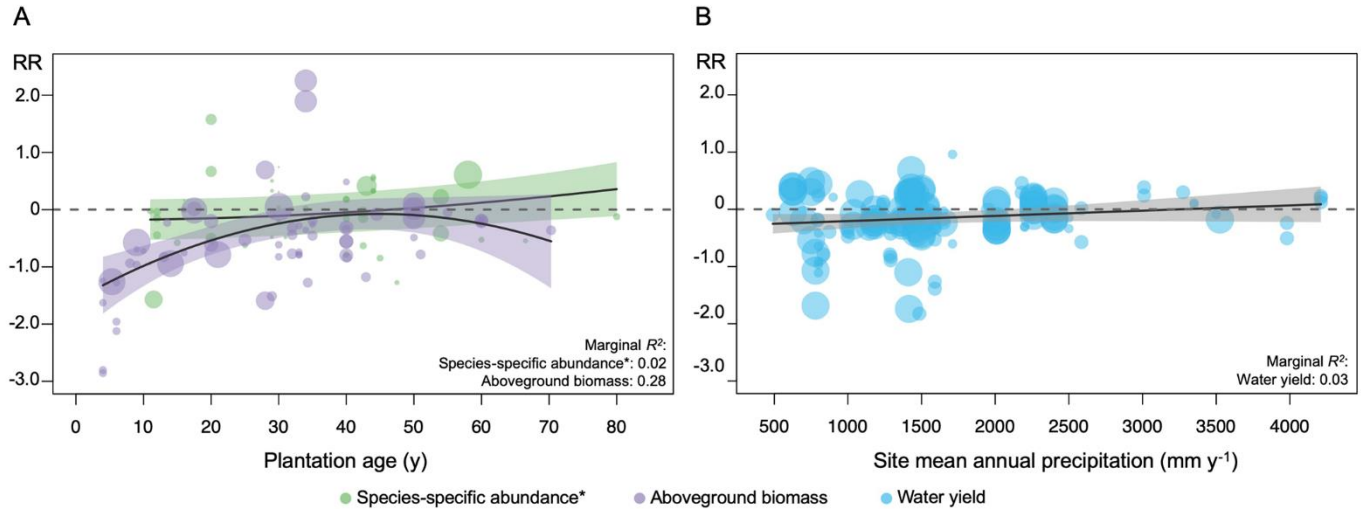 A
RR
2.0
1.0
0
-1.0
-2.0
-3.0
Marginal R²:
Species-specific abundance*: 0.02
Aboveground biomass: 0.28
0 10 20 30 40 50 60 70 80
Plantation age (y)
B
RR
2.0
1.0
0
-1.0
-2.0
-3.0
Marginal R²:
Water yield: 0.03
500 1000 1500 2000 2500 3000 3500 4000
Site mean annual precipitation (mm y⁻¹)
Species-specific abundance* Aboveground biomass Water yield